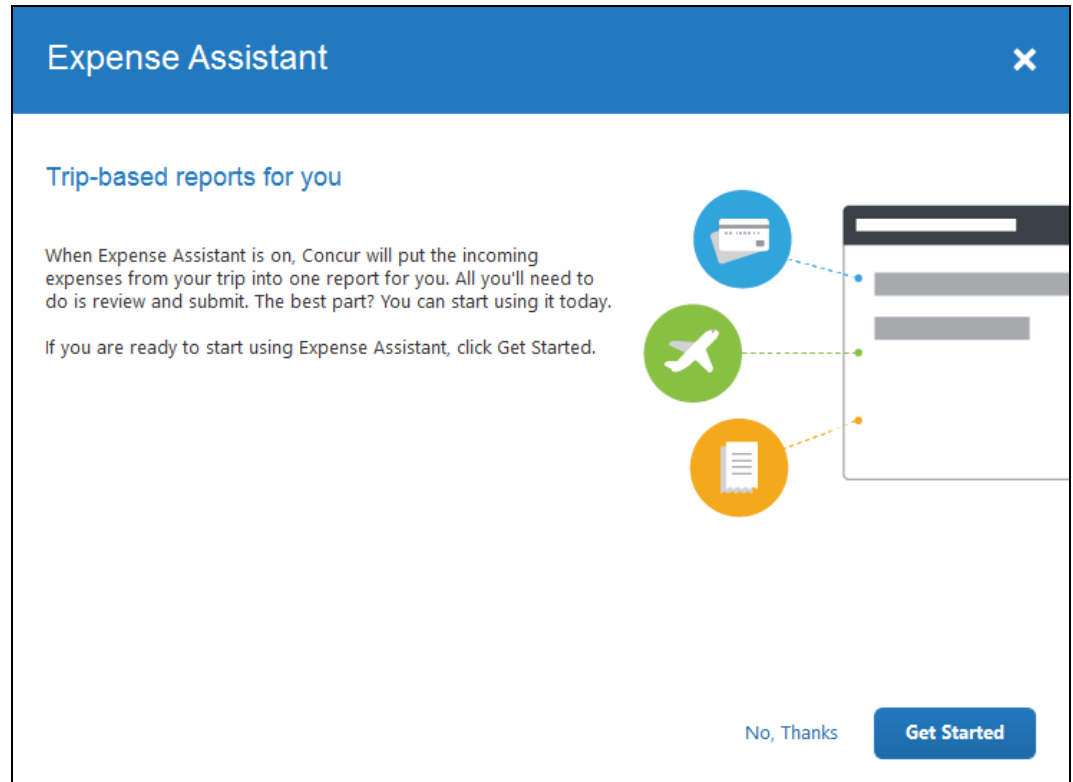 Expense Assistant
Trip-based reports for you
When Expense Assistant is on, Concur will put the incoming
expenses from your trip into one report for you. All you'll need to
do is review and submit. The best part? You can start using it today.
If you are ready to start using Expense Assistant, click Get Started.
No, Thanks
Get Started